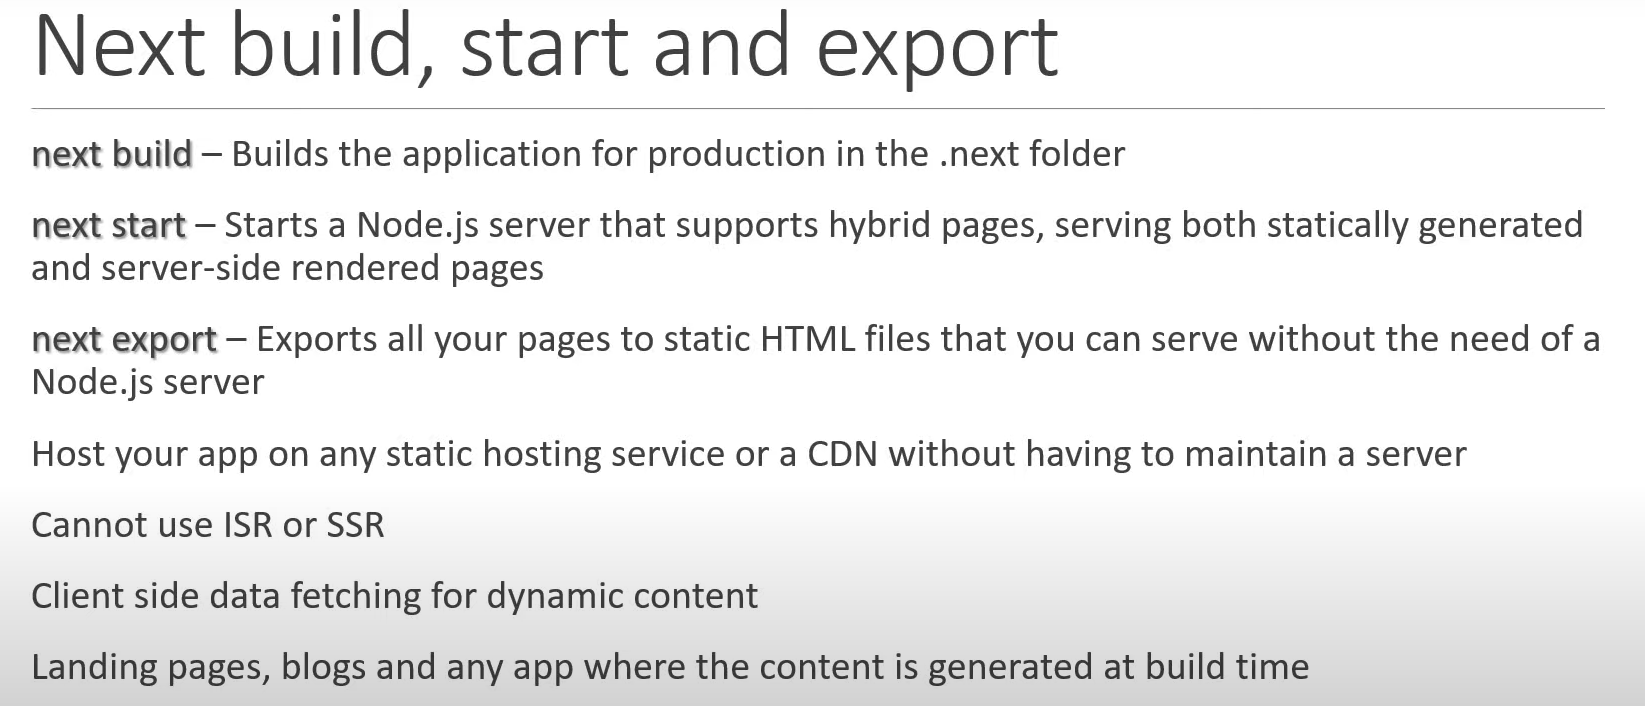 Next build, start and export
next build – Builds the application for production in the .next folder
next start – Starts a Node.js server that supports hybrid pages, serving both statically generated
and server-side rendered pages
next export – Exports all your pages to static HTML files that you can serve without the need of a
Node.js server
Host your app on any static hosting service or a CDN without having to maintain a server
Cannot use ISR or SSR
Client side data fetching for dynamic content
Landing pages, blogs and any app where the content is generated at build time